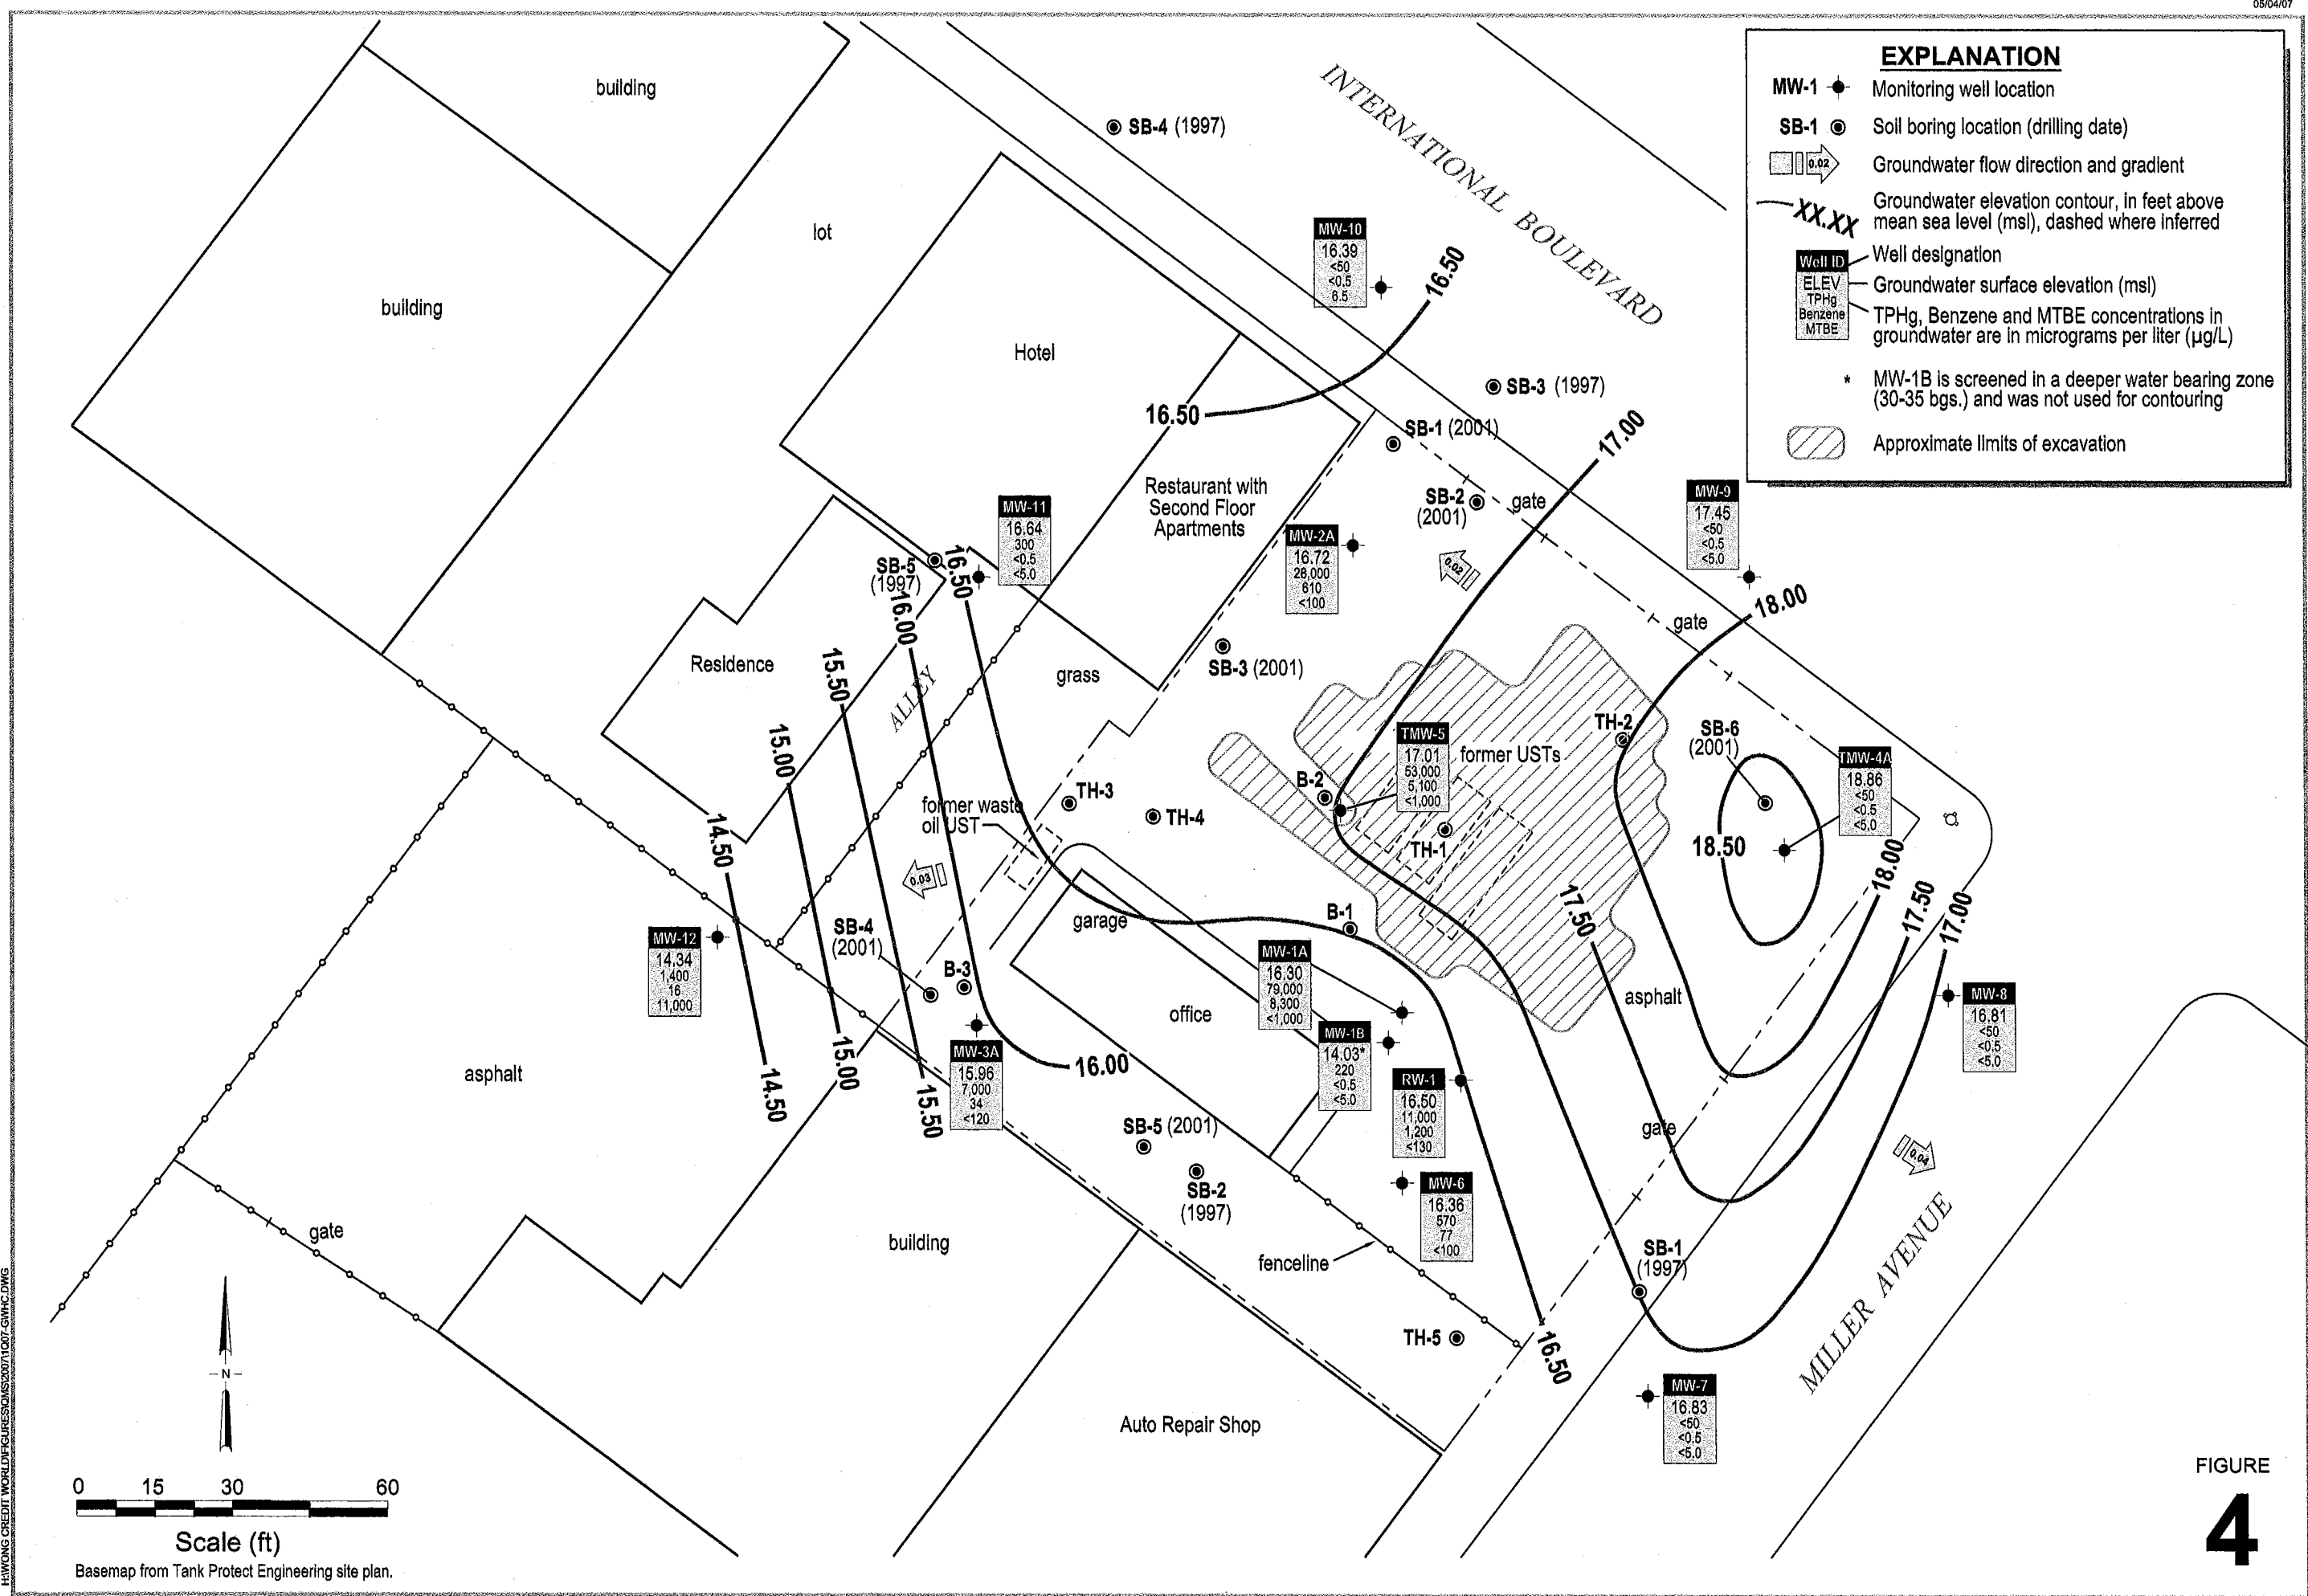 05/04/07
EXPLANATION
MW-1 Monitoring well location
SB-1 Soil boring location (drilling date)
0.02 Groundwater flow direction and gradient
XX.XX Groundwater elevation contour, in feet above
mean sea level (msl), dashed where inferred
Well ID
ELEV
TPHg
Benzene
MTBE
Well designation
Groundwater surface elevation (msl)
TPHg, Benzene and MTBE concentrations in
groundwater are in micrograms per liter (µg/L)
* MW-1B is screened in a deeper water bearing zone
(30-35 bgs.) and was not used for contouring
Approximate limits of excavation
building
SB-4 (1997)
INTERNATIONAL BOULEVARD
lot
building
MW-10
16.39
<50
<0.5
6.5
16.50
Hotel
16.50
SB-3 (1997)
SB-1 (2001)
17.00
Restaurant with
Second Floor
Apartments
SB-2
(2001)
gate
MW-9
17.45
<50
<0.5
<5.0
MW-11
16.64
300
<0.5
<5.0
MW-2A
16.72
28,000
610
<100
0.02
SB-5
(1997)
16.50
16.00
18.00
gate
Residence
15.50
ALLEY
grass
SB-3 (2001)
15.00
TMW-5
17.01
53,000
5,100
<1,000
former USTs
TH-2
SB-6
(2001)
TMW-4A
18.86
<50
<0.5
<5.0
B-2
TH-3
former waste
oil UST
TH-4
TH-1
18.50
14.50
0.03
18.00
17.50
17.50
17.00
garage
B-1
SB-4
(2001)
MW-12
14.34
1,400
16
11,000
B-3
MW-1A
16.30
79,000
8,300
<1,000
asphalt
MW-8
16.81
<50
<0.5
<5.0
office
MW-1B
14.03*
220
<0.5
<5.0
MW-3A
15.96
7,000
34
<120
16.00
asphalt
14.50
15.00
15.50
RW-1
16.50
11,000
1,200
<130
SB-5 (2001)
gate
0.04
SB-2
(1997)
MW-6
16.36
570
77
<100
gate
building
fenceline
SB-1
(1997)
MILLER AVENUE
TH-5
16.50
MW-7
16.83
<50
<0.5
<5.0
Auto Repair Shop
N
0 15 30 60
Scale (ft)
Basemap from Tank Protect Engineering site plan.
FIGURE
4
H:\WONG CREDIT WORLD\FIGURES\QMS\2007\1Q07-GWHC.DWG